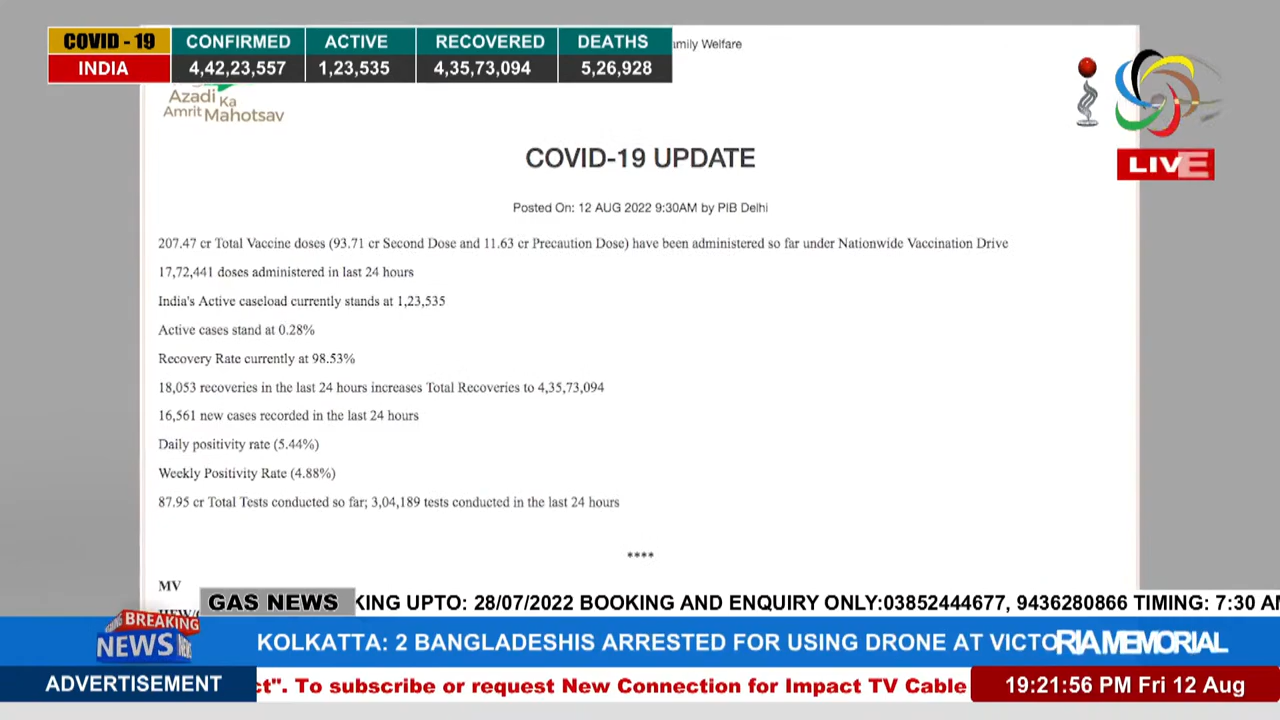 COVID - 19 CONFIRMED ACTIVE RECOVERED DEATHS
INDIA 4,42,23,557 1,23,535 4,35,73,094 5,26,928
amily Welfare
Azadi Ka
Amrit Mahotsav
LIVE
COVID-19 UPDATE
Posted On: 12 AUG 2022 9:30AM by PIB Delhi
207.47 cr Total Vaccine doses (93.71 cr Second Dose and 11.63 cr Precaution Dose) have been administered so far under Nationwide Vaccination Drive
17,72,441 doses administered in last 24 hours
India's Active caseload currently stands at 1,23,535
Active cases stand at 0.28%
Recovery Rate currently at 98.53%
18,053 recoveries in the last 24 hours increases Total Recoveries to 4,35,73,094
16,561 new cases recorded in the last 24 hours
Daily positivity rate (5.44%)
Weekly Positivity Rate (4.88%)
87.95 cr Total Tests conducted so far; 3,04,189 tests conducted in the last 24 hours
****
MV
GAS NEWS KING UPTO: 28/07/2022 BOOKING AND ENQUIRY ONLY:03852444677, 9436280866 TIMING: 7:30 AM
BREAKING
NEWS
KOLKATTA: 2 BANGLADESHIS ARRESTED FOR USING DRONE AT VICTORIA MEMORIAL
ADVERTISEMENT ct". To subscribe or request New Connection for Impact TV Cable 19:21:56 PM Fri 12 Aug